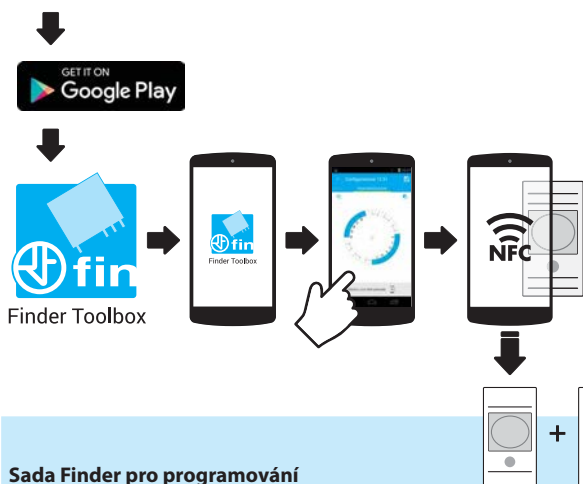 GET IT ON
Google Play
fin
Finder Toolbox
fin
Finder Toolbox
NFC
+
Sada Finder pro programování